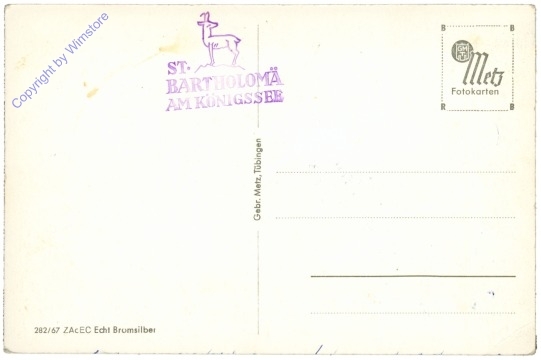 Copyright by Wimstore
ST.
BARTHOLOMÄ
AM KÖNIGSSEE
B B
Metz
Fotokarten
R B
Gebr. Metz, Tübingen
282/67 ZAcEC Echt Bromsilber